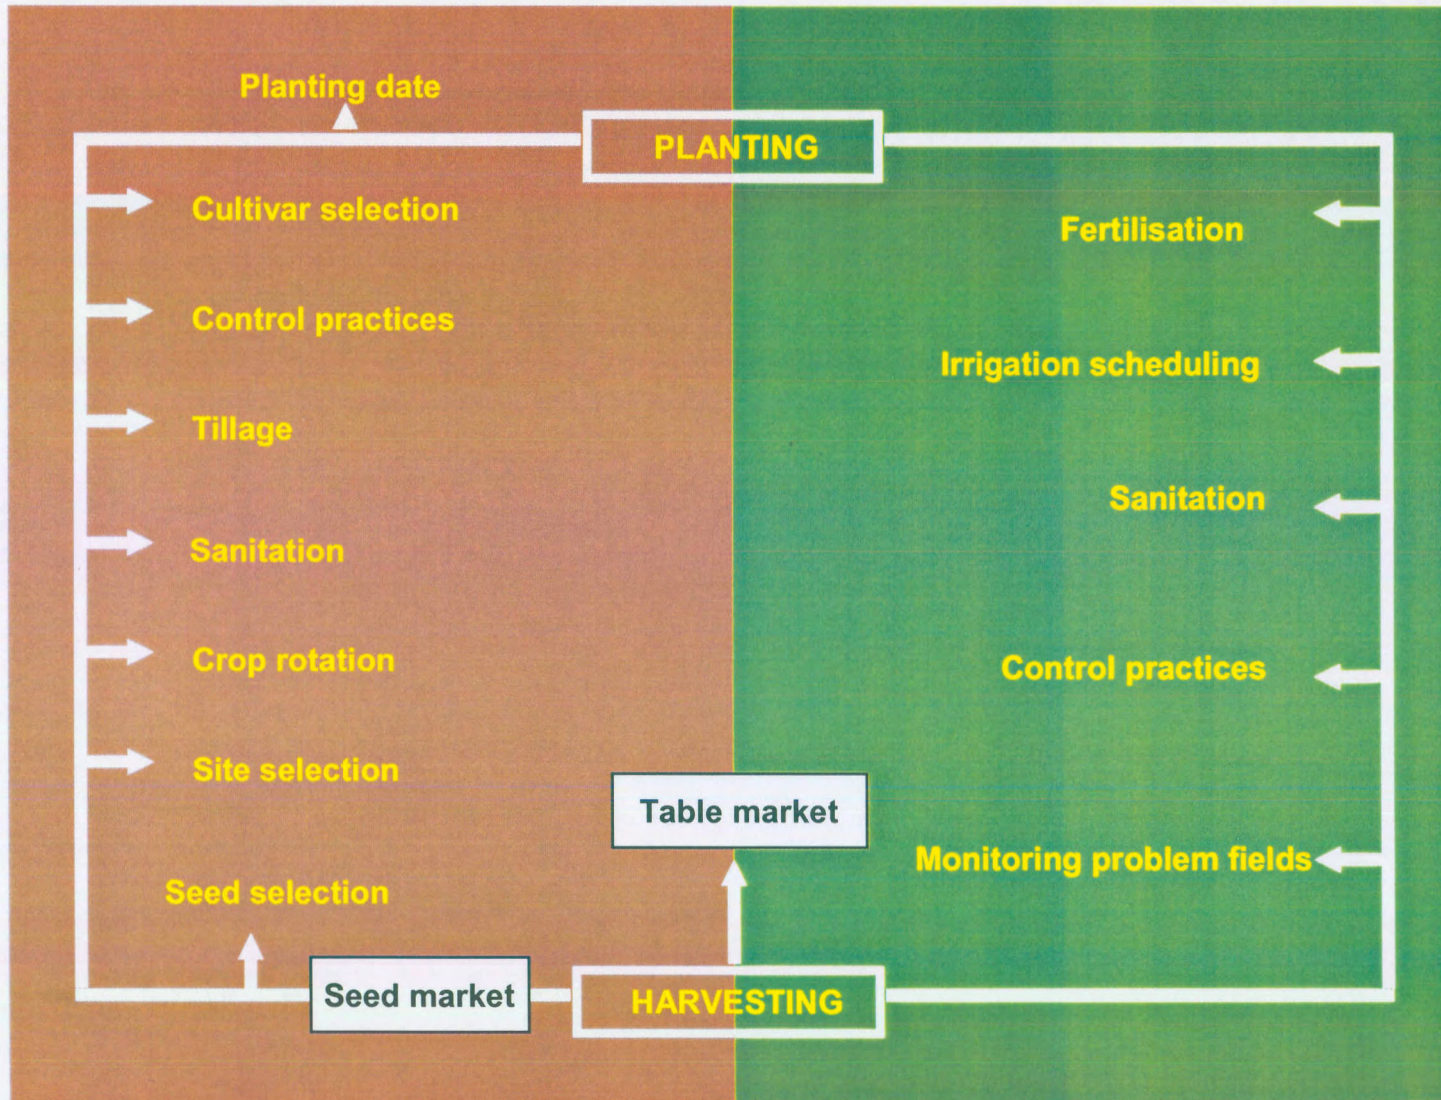 Planting date
PLANTING
Cultivar selection
Control practices
Tillage
Sanitation
Crop rotation
Site selection
Seed selection
Seed market
HARVESTING
Table market
Fertilisation
Irrigation scheduling
Sanitation
Control practices
Monitoring problem fields